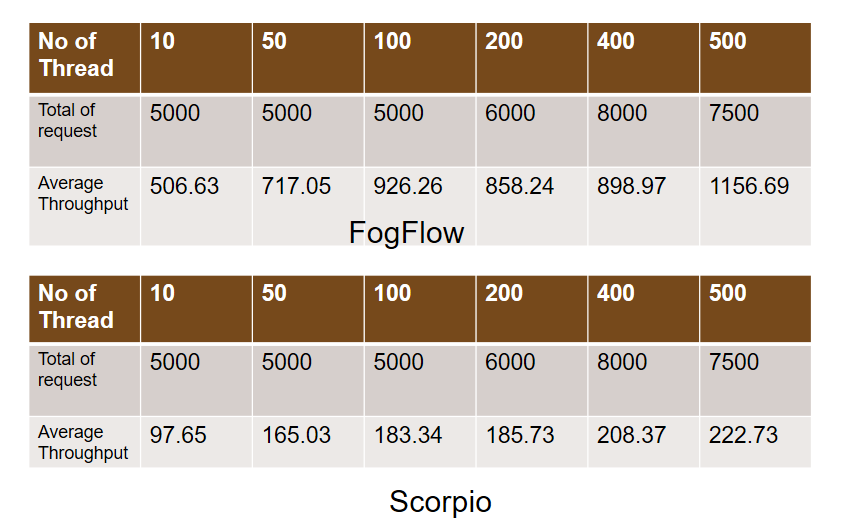 No of Thread 10 50 100 200 400 500
Total of request 5000 5000 5000 6000 8000 7500
Average Throughput 506.63 717.05 926.26 858.24 898.97 1156.69
FogFlow
No of Thread 10 50 100 200 400 500
Total of request 5000 5000 5000 6000 8000 7500
Average Throughput 97.65 165.03 183.34 185.73 208.37 222.73
Scorpio